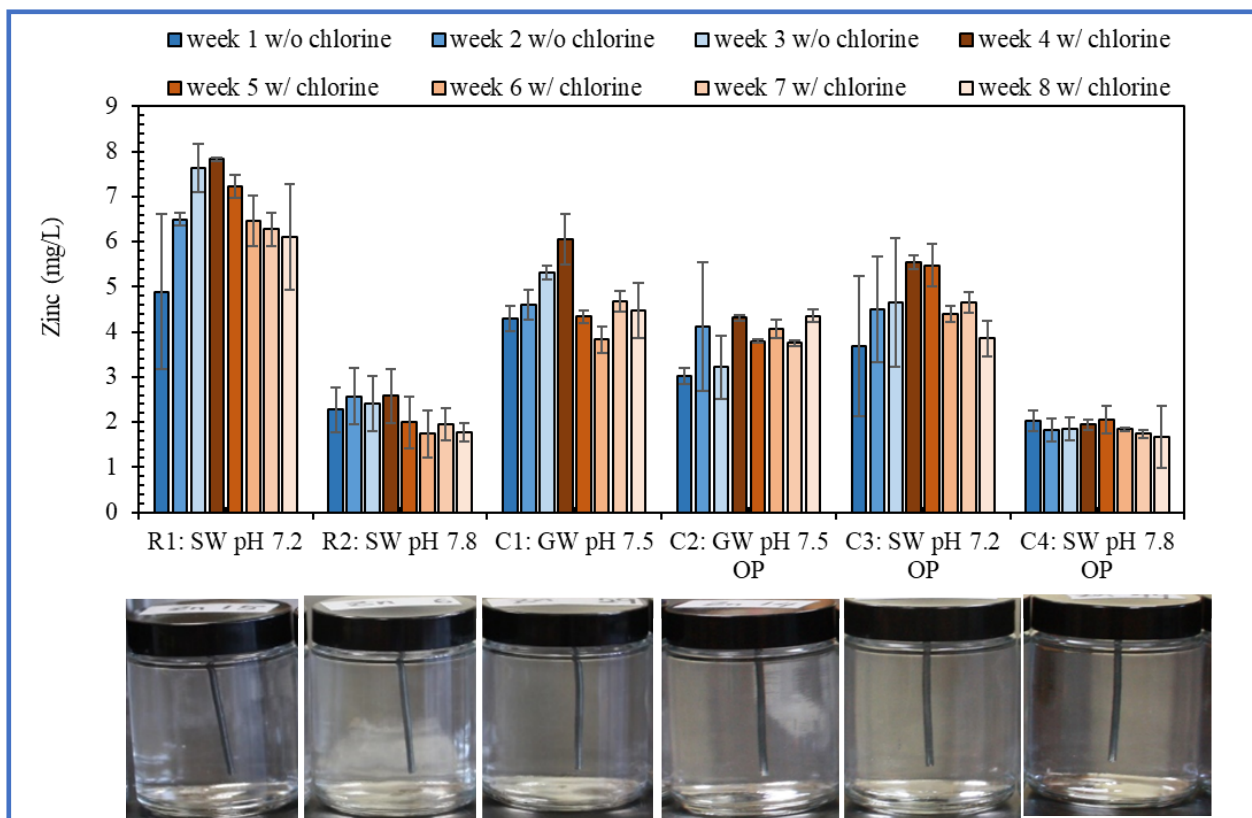 week 1 w/o chlorine week 2 w/o chlorine week 3 w/o chlorine week 4 w/ chlorine
week 5 w/ chlorine week 6 w/ chlorine week 7 w/ chlorine week 8 w/ chlorine
Zinc (mg/L)
9
8
7
6
5
4
3
2
1
0
R1: SW pH 7.2 R2: SW pH 7.8 C1: GW pH 7.5 C2: GW pH 7.5 C3: SW pH 7.2 C4: SW pH 7.8
OP OP OP
Zn 15